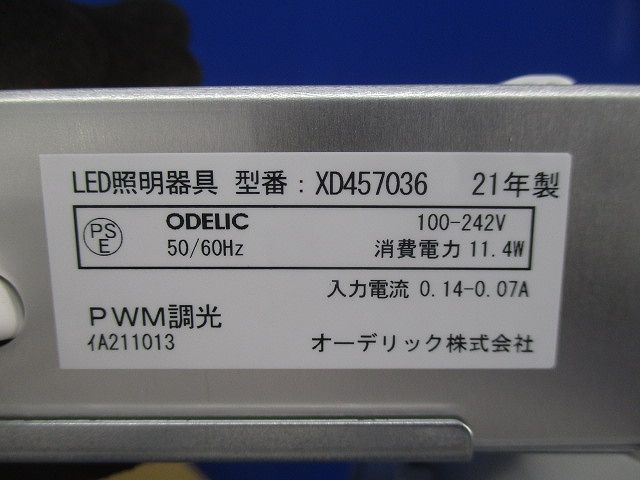 LED照明器具 型番：XD457036 21年製
PS
E
ODELIC 100-242V
50/60Hz 消費電力 11.4W
入力電流 0.14-0.07A
PWM調光
ｲA211013 オーデリック株式会社